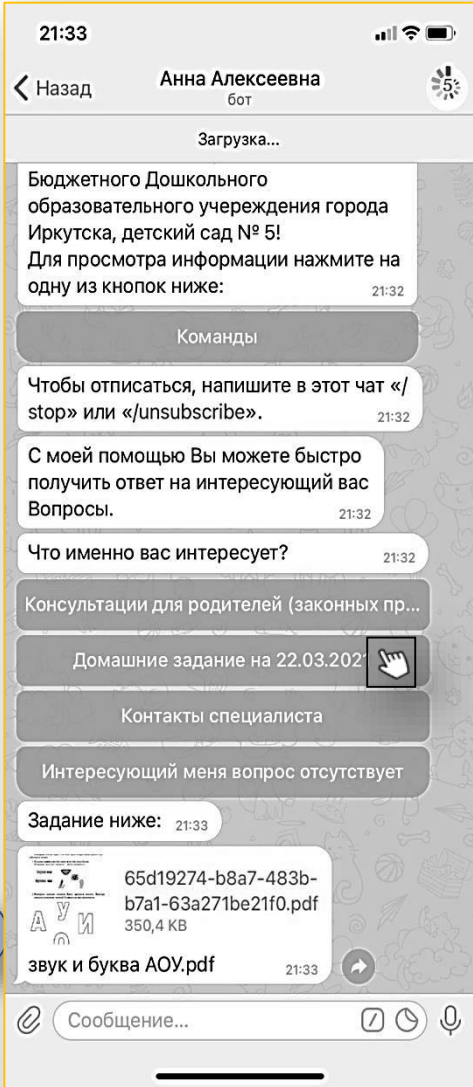 21:33
Назад
Анна Алексеевна
бот
5
Загрузка...
Бюджетного Дошкольного
образовательного учереждения города
Иркутска, детский сад № 5!
Для просмотра информации нажмите на
одну из кнопок ниже:
21:32
Команды
Чтобы отписаться, напишите в этот чат «/
stop» или «/unsubscribe».
21:32
С моей помощью Вы можете быстро
получить ответ на интересующий вас
Вопросы.
21:32
Что именно вас интересует?
21:32
Консультации для родителей (законных пр...
Домашние задание на 22.03.202
Контакты специалиста
Интересующий меня вопрос отсутствует
Задание ниже:
21:33
65d19274-b8a7-483b-
b7a1-63a271be21f0.pdf
350,4 KB
А У И
звук и буква АОУ.pdf
21:33
Сообщение...